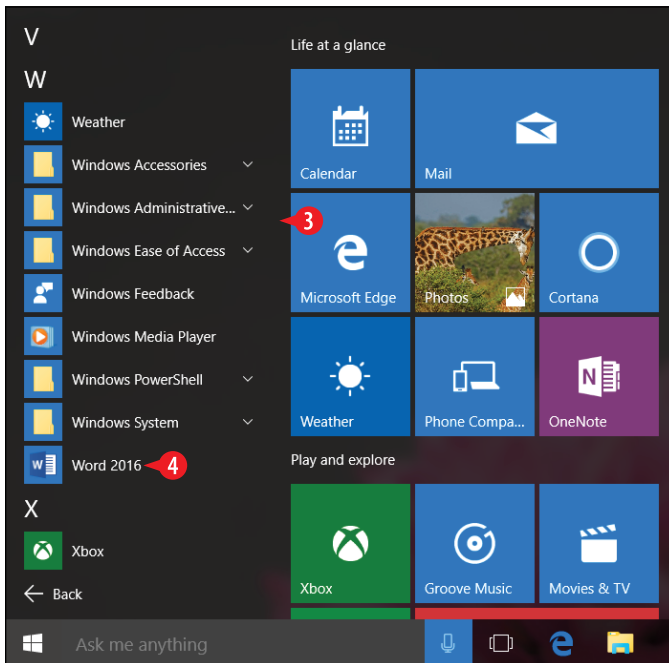 V
W
Weather
Windows Accessories
Windows Administrative...
3
Windows Ease of Access
Windows Feedback
Windows Media Player
Windows PowerShell
Windows System
W
Word 2016
4
X
Xbox
Back
Life at a glance
Calendar
Mail
Microsoft Edge
Photos
Cortana
Weather
Phone Compa...
N
OneNote
Play and explore
Xbox
Groove Music
Movies & TV
Ask me anything